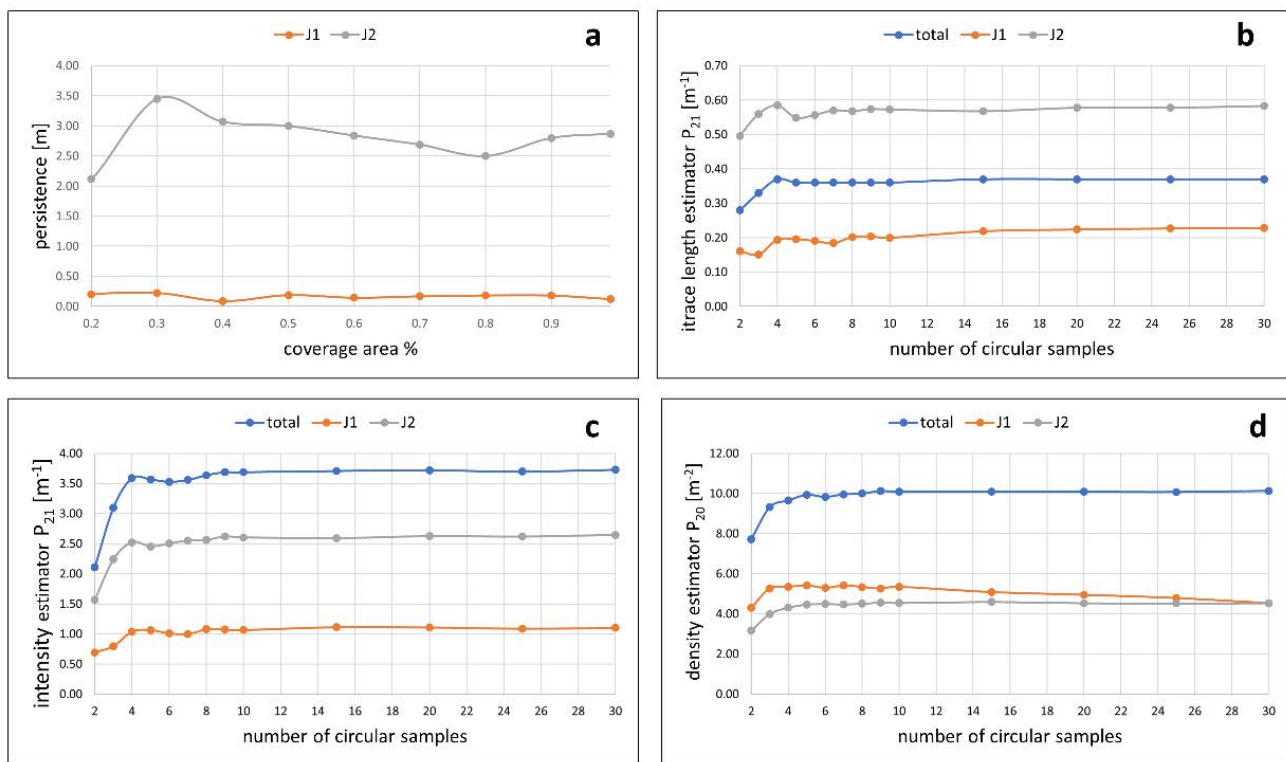 J1 J2
a
4.00
3.50
3.00
2.50
2.00
1.50
1.00
0.50
0.00
persistence [m]
0.2 0.3 0.4 0.5 0.6 0.7 0.8 0.9
coverage area %
total J1 J2
b
0.70
0.60
0.50
0.40
0.30
0.20
0.10
0.00
itrace length estimator P21 [m-1]
2 4 6 8 10 12 14 16 18 20 22 24 26 28 30
number of circular samples
total J1 J2
c
4.00
3.50
3.00
2.50
2.00
1.50
1.00
0.50
0.00
intensity estimator P21 [m-1]
2 4 6 8 10 12 14 16 18 20 22 24 26 28 30
number of circular samples
total J1 J2
d
12.00
10.00
8.00
6.00
4.00
2.00
0.00
density estimator P20 [m-2]
2 4 6 8 10 12 14 16 18 20 22 24 26 28 30
number of circular samples